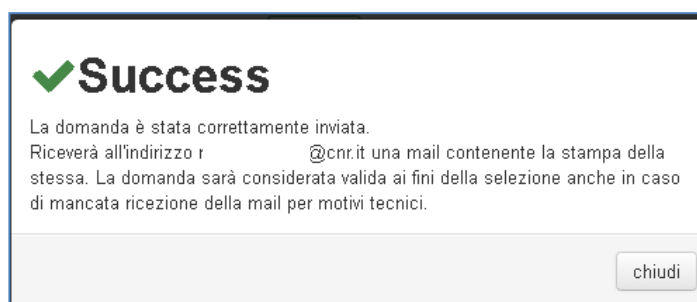 Success
La domanda è stata correttamente inviata.
Riceverà all'indirizzo r @cnr.it una mail contenente la stampa della
stessa. La domanda sarà considerata valida ai fini della selezione anche in caso
di mancata ricezione della mail per motivi tecnici.
chiudi